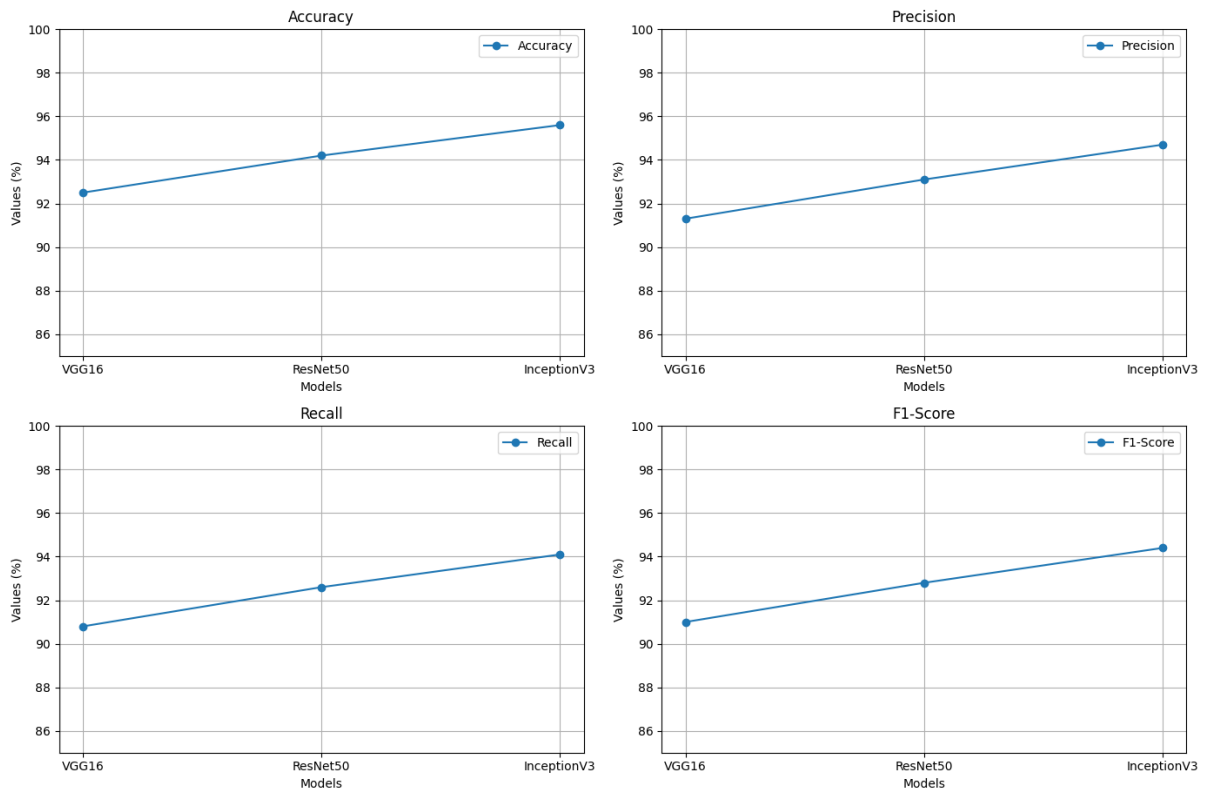 Accuracy
Accuracy
100
98
96
94
92
90
88
86
Values (%)
VGG16 ResNet50 InceptionV3
Models
Precision
Precision
100
98
96
94
92
90
88
86
Values (%)
VGG16 ResNet50 InceptionV3
Models
Recall
Recall
100
98
96
94
92
90
88
86
Values (%)
VGG16 ResNet50 InceptionV3
Models
F1-Score
F1-Score
100
98
96
94
92
90
88
86
Values (%)
VGG16 ResNet50 InceptionV3
Models